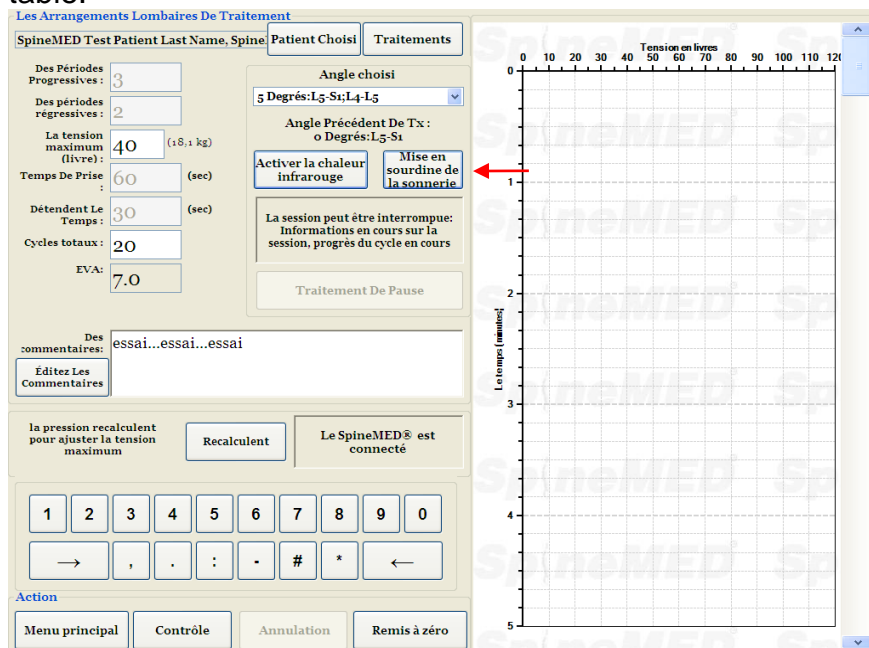 table.
Les Arrangements Lombaires De Traitement
SpineMED Test Patient Last Name, Spine
Patient Choisi
Traitements
Des Périodes
Progressives :
3
Des périodes
régressives :
2
La tension
maximum
(livre) :
40
(18,1 kg)
Temps De Prise
:
60
(sec)
Détendent Le
Temps :
30
(sec)
Cycles totaux :
20
EVA:
7.0
Angle choisi
5 Degrés:L5-S1;L4-L5
Angle Précédent De Tx :
0 Degrés:L5-S1
Activer la chaleur
infrarouge
Mise en
sourdine de
la sonnerie
La session peut être interrompue:
Informations en cours sur la
session, progrès du cycle en cours
Traitement De Pause
Des
commentaires:
essai...essai...essai
Éditez Les
Commentaires
la pression recalculent
pour ajuster la tension
maximum
Recalculent
Le SpineMED® est
connecté
1 2 3 4 5 6 7 8 9 0
→ , . : - # * ←
Action
Menu principal
Contrôle
Annulation
Remis à zéro
Tension en livres
0 10 20 30 40 50 60 70 80 90 100 110 120
Le temps (minutes)
0
1
2
3
4
5
SpineMED